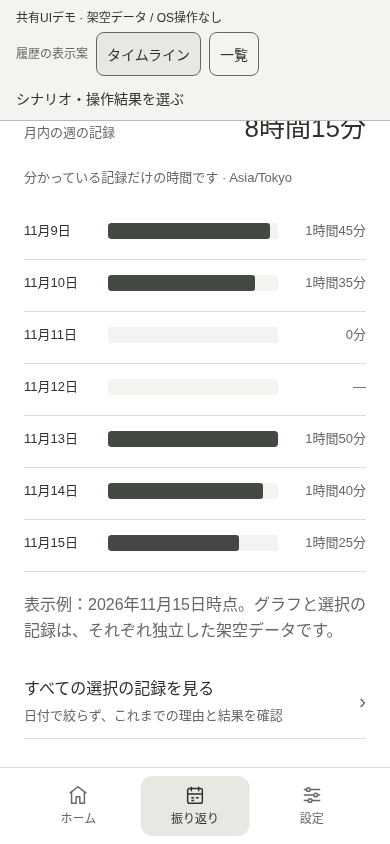 共有UIデモ · 架空データ / OS操作なし
履歴の表示案 タイムライン 一覧
シナリオ・操作結果を選ぶ
月内の週の記録 8時間15分
分かっている記録だけの時間です · Asia/Tokyo
11月9日 1時間45分
11月10日 1時間35分
11月11日 0分
11月12日 —
11月13日 1時間50分
11月14日 1時間40分
11月15日 1時間25分
表示例：2026年11月15日時点。グラフと選択の
記録は、それぞれ独立した架空データです。
すべての選択の記録を見る ›
日付で絞らず、これまでの理由と結果を確認
ホーム 振り返り 設定